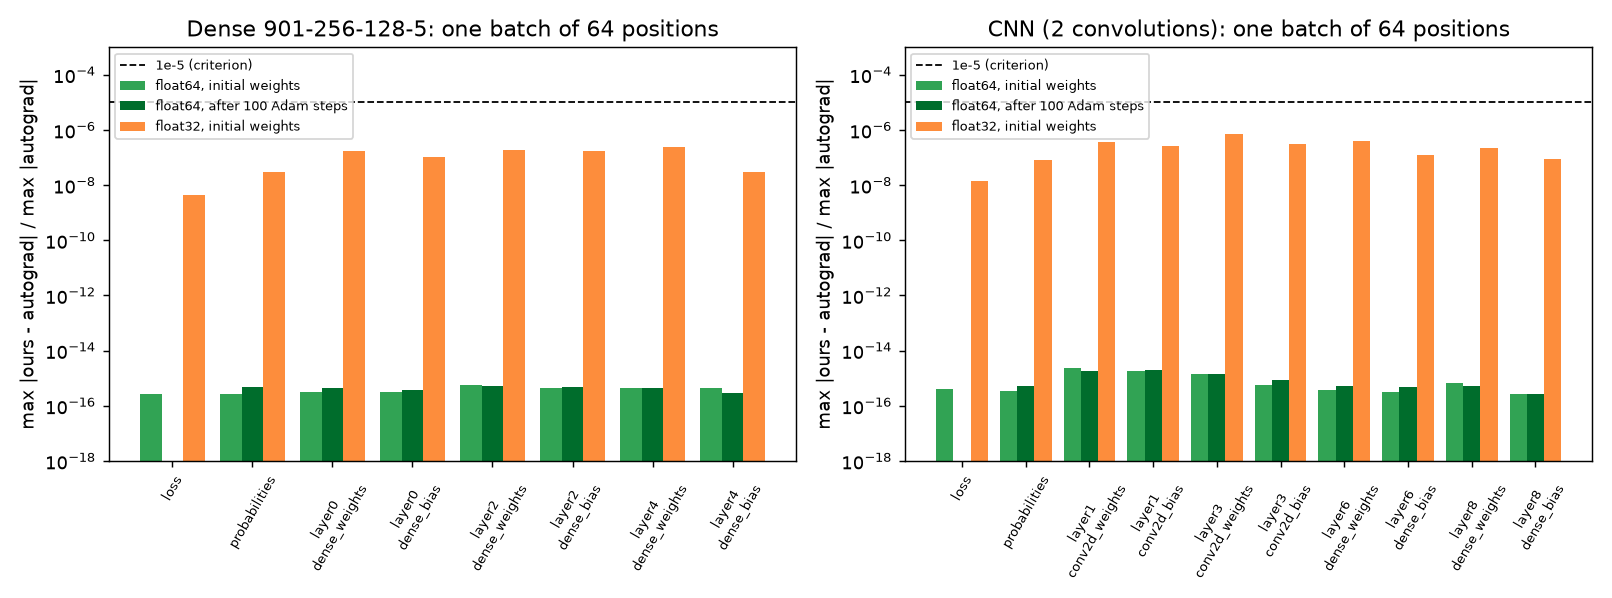 Dense 901-256-128-5: one batch of 64 positions
max |ours - autograd| / max |autograd|
10⁻⁴
10⁻⁶
10⁻⁸
10⁻¹⁰
10⁻¹²
10⁻¹⁴
10⁻¹⁶
10⁻¹⁸
1e-5 (criterion)
float64, initial weights
float64, after 100 Adam steps
float32, initial weights
loss
probabilities
layer0
dense_weights
layer0
dense_bias
layer2
dense_weights
layer2
dense_bias
layer4
dense_weights
layer4
dense_bias
CNN (2 convolutions): one batch of 64 positions
max |ours - autograd| / max |autograd|
10⁻⁴
10⁻⁶
10⁻⁸
10⁻¹⁰
10⁻¹²
10⁻¹⁴
10⁻¹⁶
10⁻¹⁸
1e-5 (criterion)
float64, initial weights
float64, after 100 Adam steps
float32, initial weights
loss
probabilities
layer1
conv2d_weights
layer1
conv2d_bias
layer3
conv2d_weights
layer3
conv2d_bias
layer6
dense_weights
layer6
dense_bias
layer8
dense_weights
layer8
dense_bias